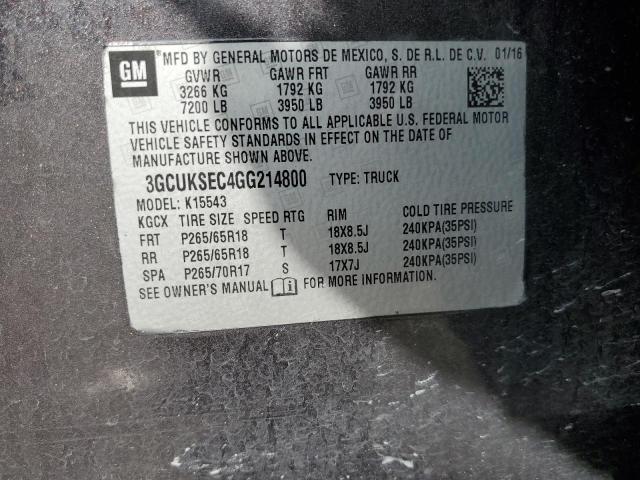 GM
MFD BY GENERAL MOTORS DE MEXICO, S. DE R.L. DE C.V. 01/16
GVWR GAWR FRT GAWR RR
3266 KG 1792 KG 1792 KG
7200 LB 3950 LB 3950 LB
THIS VEHICLE CONFORMS TO ALL APPLICABLE U.S. FEDERAL MOTOR
VEHICLE SAFETY STANDARDS IN EFFECT ON THE DATE OF
MANUFACTURE SHOWN ABOVE.
3GCUKSEC4GG214800 TYPE: TRUCK
MODEL: K15543
KGCX TIRE SIZE SPEED RTG RIM COLD TIRE PRESSURE
FRT P265/65R18 T 18X8.5J 240KPA(35PSI)
RR P265/65R18 T 18X8.5J 240KPA(35PSI)
SPA P265/70R17 S 17X7J 240KPA(35PSI)
SEE OWNER'S MANUAL FOR MORE INFORMATION.